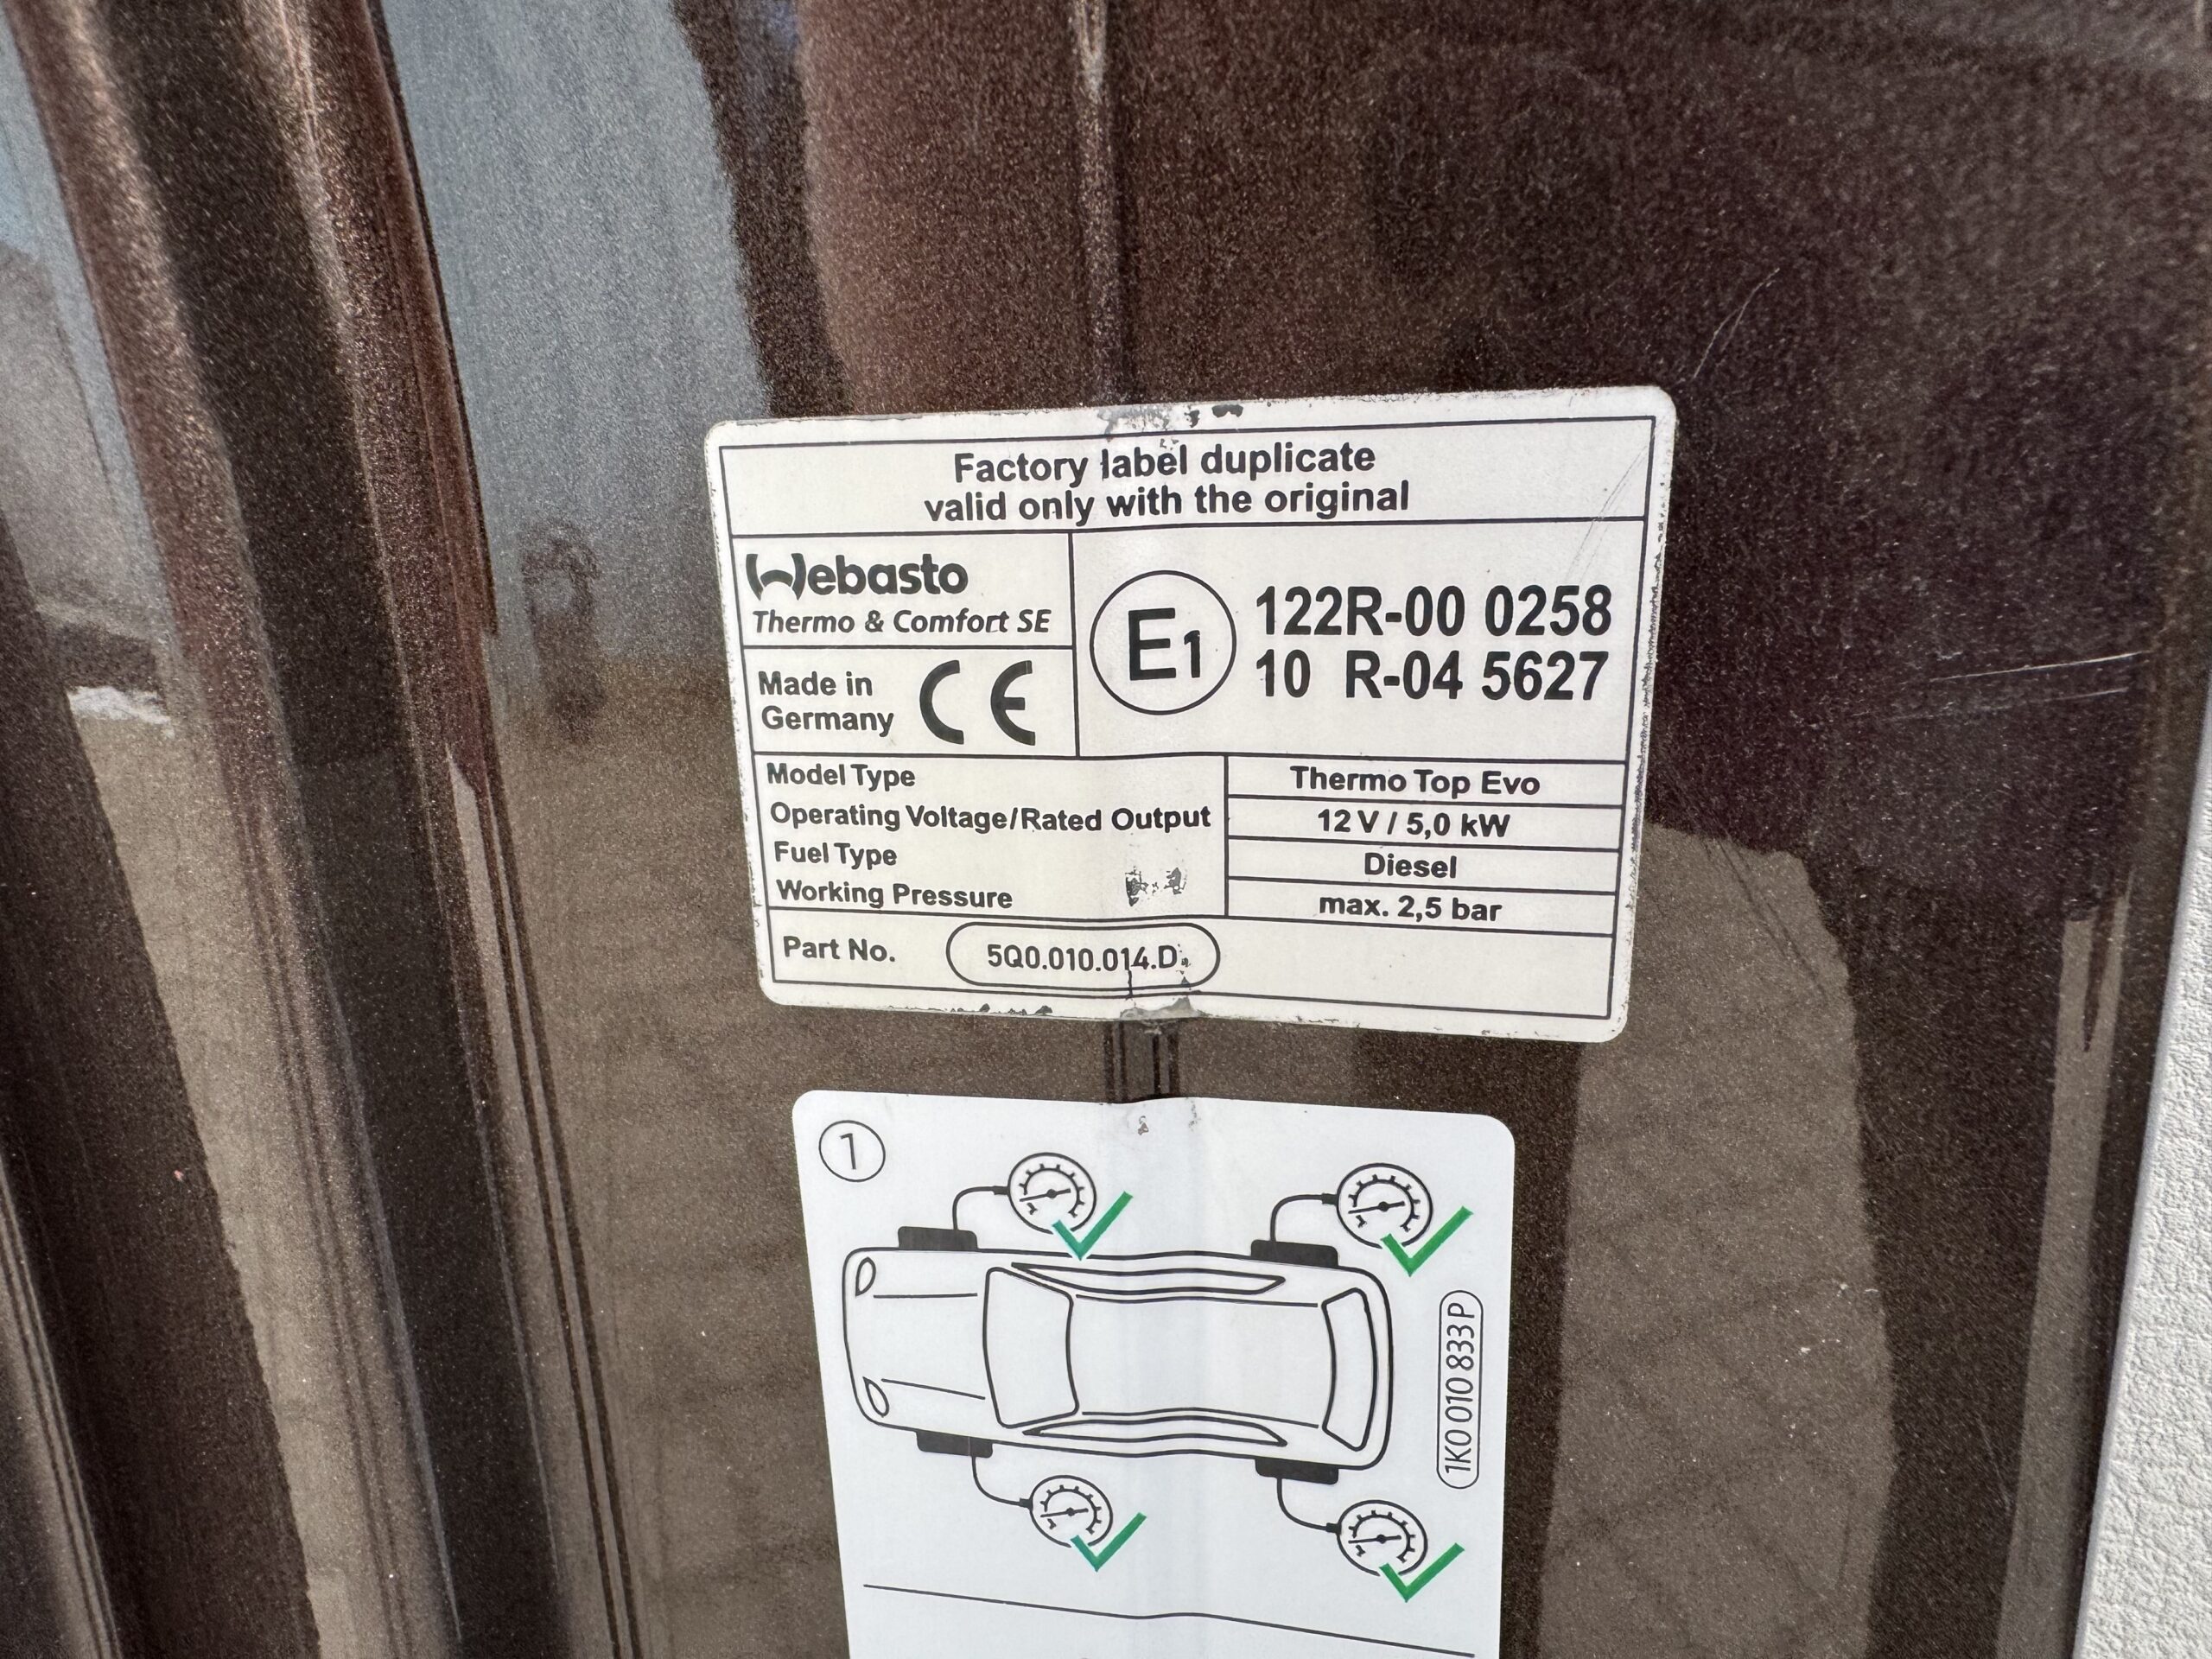 Factory label duplicate
valid only with the original
Webasto
Thermo & Comfort SE
Made in
Germany
CE
E1
122R-00 0258
10 R-04 5627
Model Type
Thermo Top Evo
Operating Voltage/Rated Output
12 V / 5,0 kW
Fuel Type
Diesel
Working Pressure
max. 2,5 bar
Part No.
5Q0.010.014.D
1
1K0 010 833 P